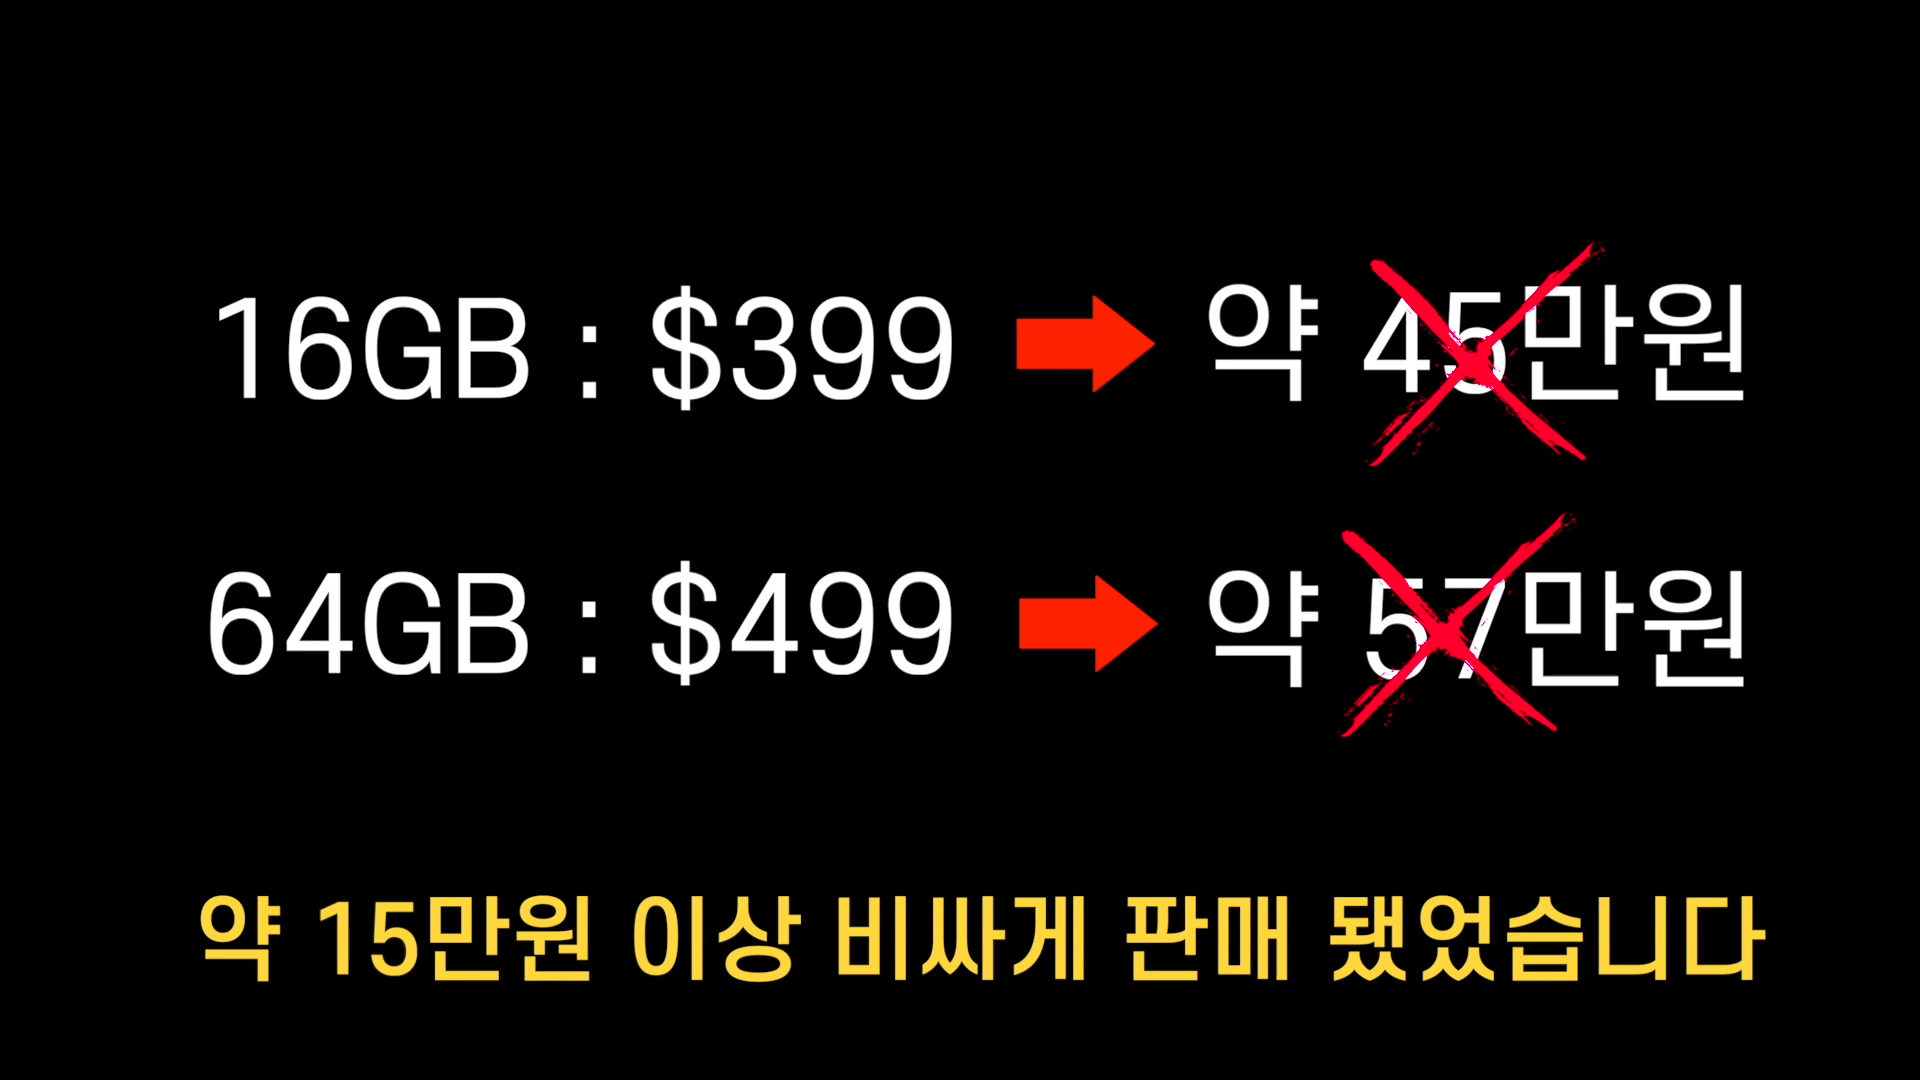 16GB : $399 약 45만원
64GB : $499 약 57만원
약 15만원 이상 비싸게 판매 됐었습니다